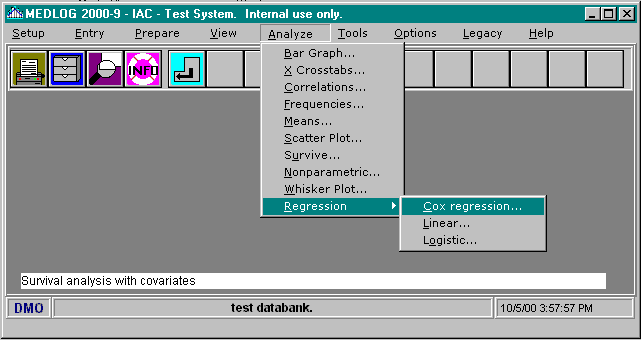 MEDLOG 2000-9 - IAC - Test System.  Internal use only.
Setup Entry Prepare View Analyze Tools Options Legacy Help
INFO
Bar Graph...
X Crosstabs...
Correlations...
Frequencies...
Means...
Scatter Plot...
Survive...
Nonparametric...
Whisker Plot...
Regression
Cox regression...
Linear...
Logistic...
Survival analysis with covariates
DMO test databank. 10/5/00 3:57:57 PM